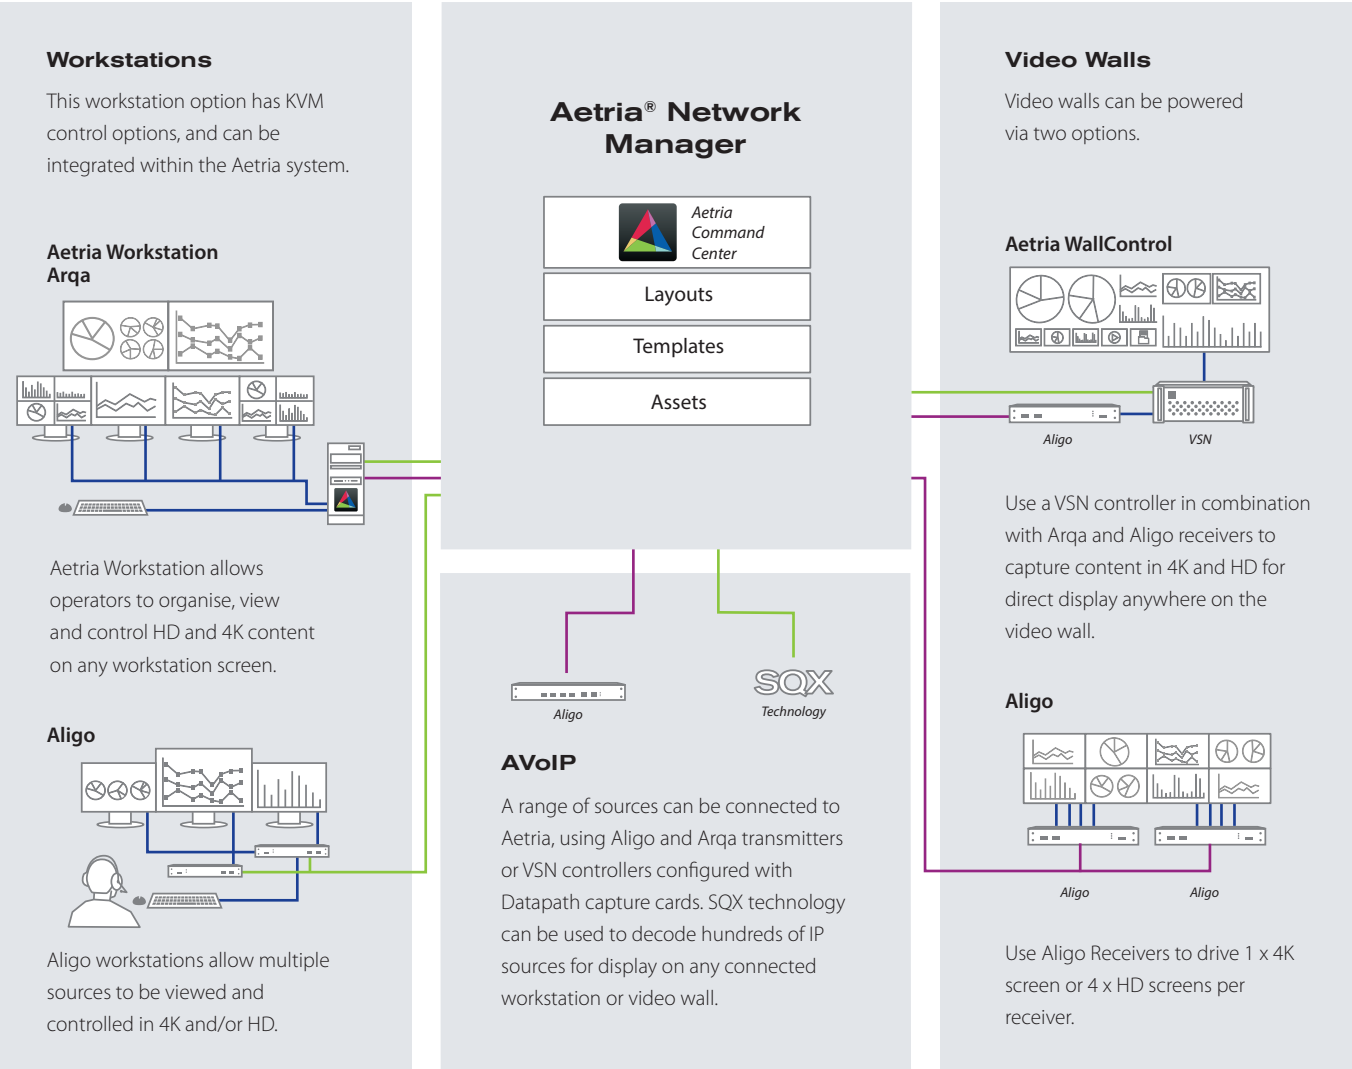 Workstations
This workstation option has KVM
control options, and can be
integrated within the Aetria system.
Aetria Workstation
Arqa
Aetria Workstation allows
operators to organise, view
and control HD and 4K content
on any workstation screen.
Aligo
Aligo workstations allow multiple
sources to be viewed and
controlled in 4K and/or HD.
Aetria® Network
Manager
Aetria
Command
Center
Layouts
Templates
Assets
Aligo
SQX
Technology
AVoIP
A range of sources can be connected to
Aetria, using Aligo and Arqa transmitters
or VSN controllers configured with
Datapath capture cards. SQX technology
can be used to decode hundreds of IP
sources for display on any connected
workstation or video wall.
Video Walls
Video walls can be powered
via two options.
Aetria WallControl
Aligo
VSN
Use a VSN controller in combination
with Arqa and Aligo receivers to
capture content in 4K and HD for
direct display anywhere on the
video wall.
Aligo
Aligo
Aligo
Use Aligo Receivers to drive 1 x 4K
screen or 4 x HD screens per
receiver.